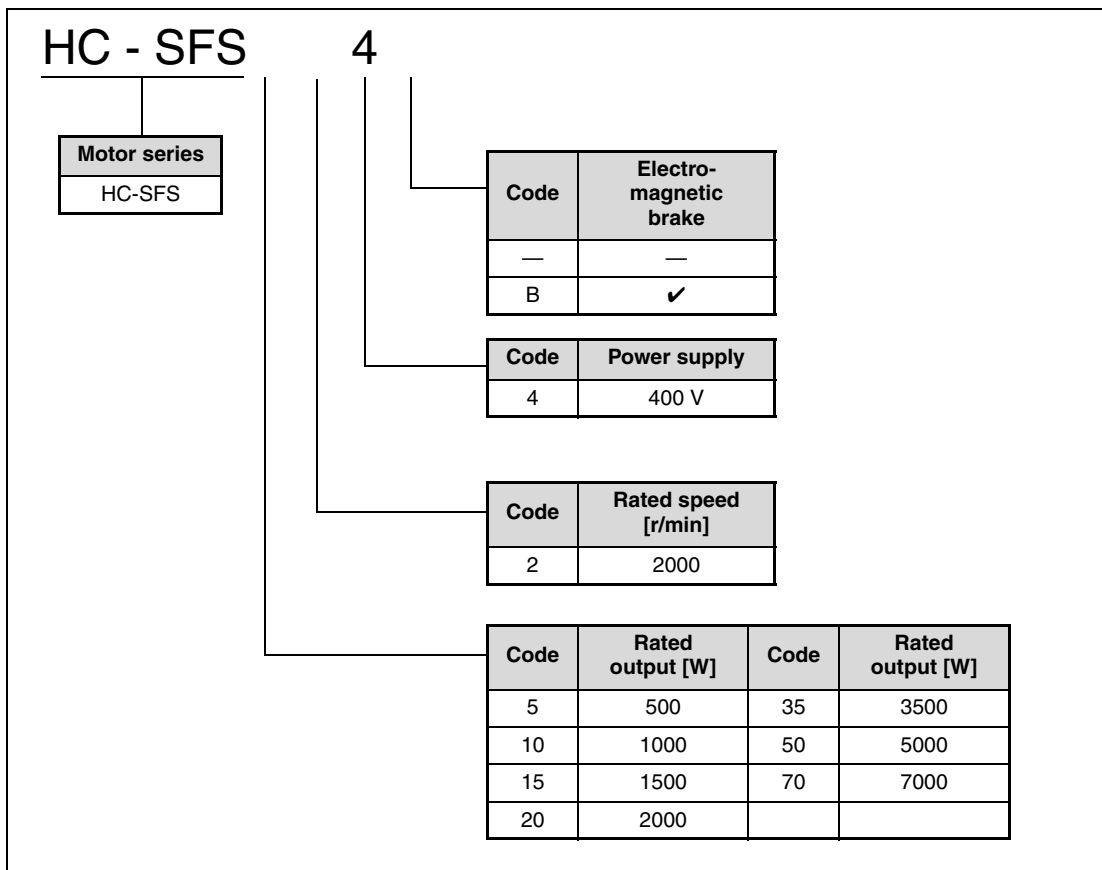 HC - SFS 4
Motor series
HC-SFS
Code Electro-
magnetic
brake
— —
B ✔
Code Power supply
4 400 V
Code Rated speed
[r/min]
2 2000
Code Rated
output [W] Code Rated
output [W]
5 500 35 3500
10 1000 50 5000
15 1500 70 7000
20 2000